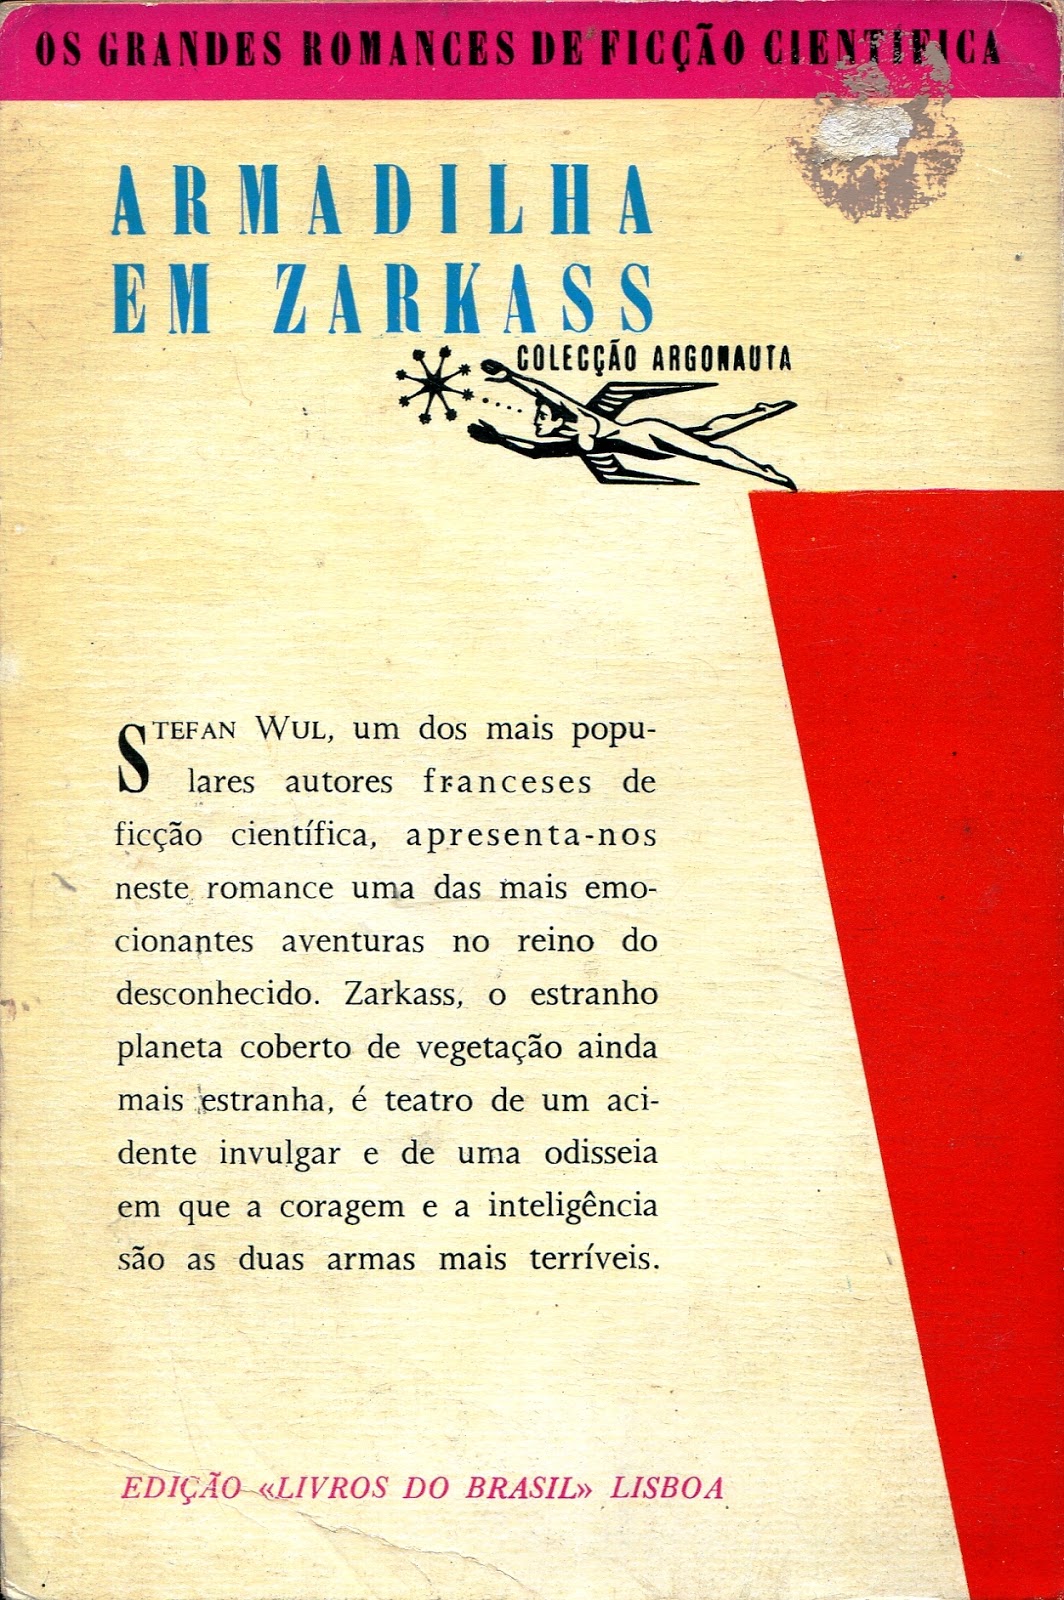 OS GRANDES ROMANCES DE FICÇÃO CIENTÍFICA
ARMADILHA
EM ZARKASS
COLECÇÃO ARGONAUTA
STEFAN WUL, um dos mais popu-
lares autores franceses de
ficção científica, apresenta-nos
neste romance uma das mais emo-
cionantes aventuras no reino do
desconhecido. Zarkass, o estranho
planeta coberto de vegetação ainda
mais estranha, é teatro de um aci-
dente invulgar e de uma odisseia
em que a coragem e a inteligência
são as duas armas mais terríveis.
EDIÇÃO «LIVROS DO BRASIL» LISBOA